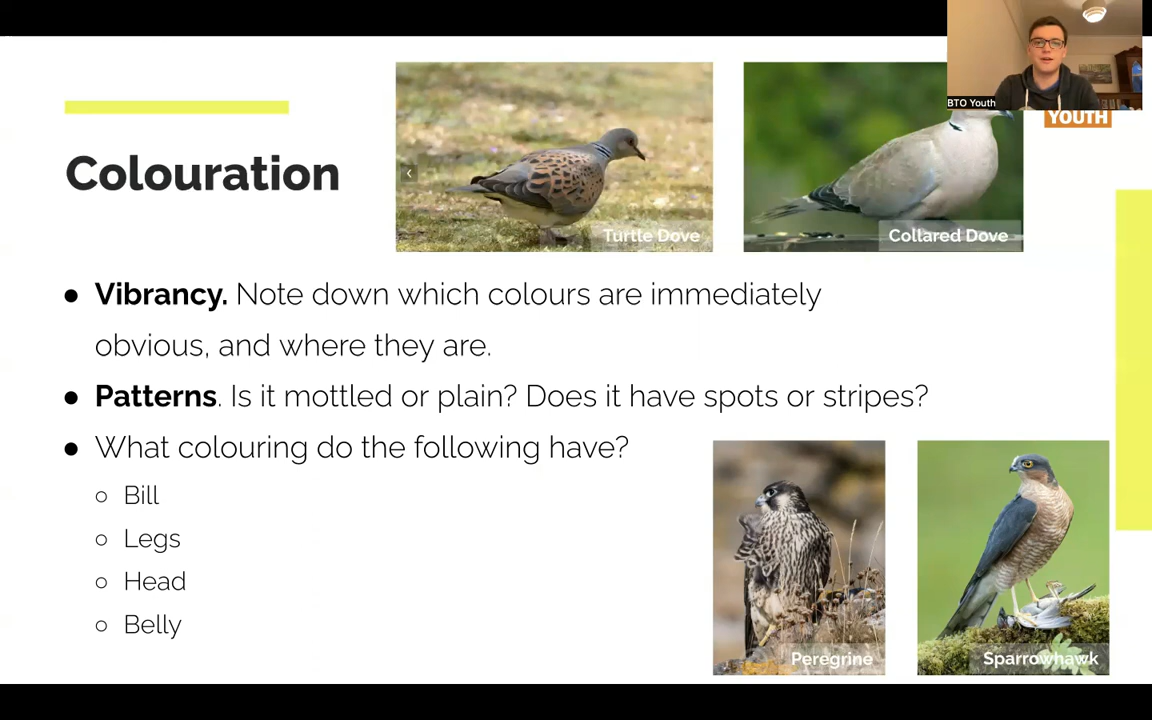 BTO Youth
YOUTH
Colouration
Turtle Dove
Collared Dove
● Vibrancy. Note down which colours are immediately
obvious, and where they are.
● Patterns. Is it mottled or plain? Does it have spots or stripes?
● What colouring do the following have?
○ Bill
○ Legs
○ Head
○ Belly
Peregrine
Sparrowhawk